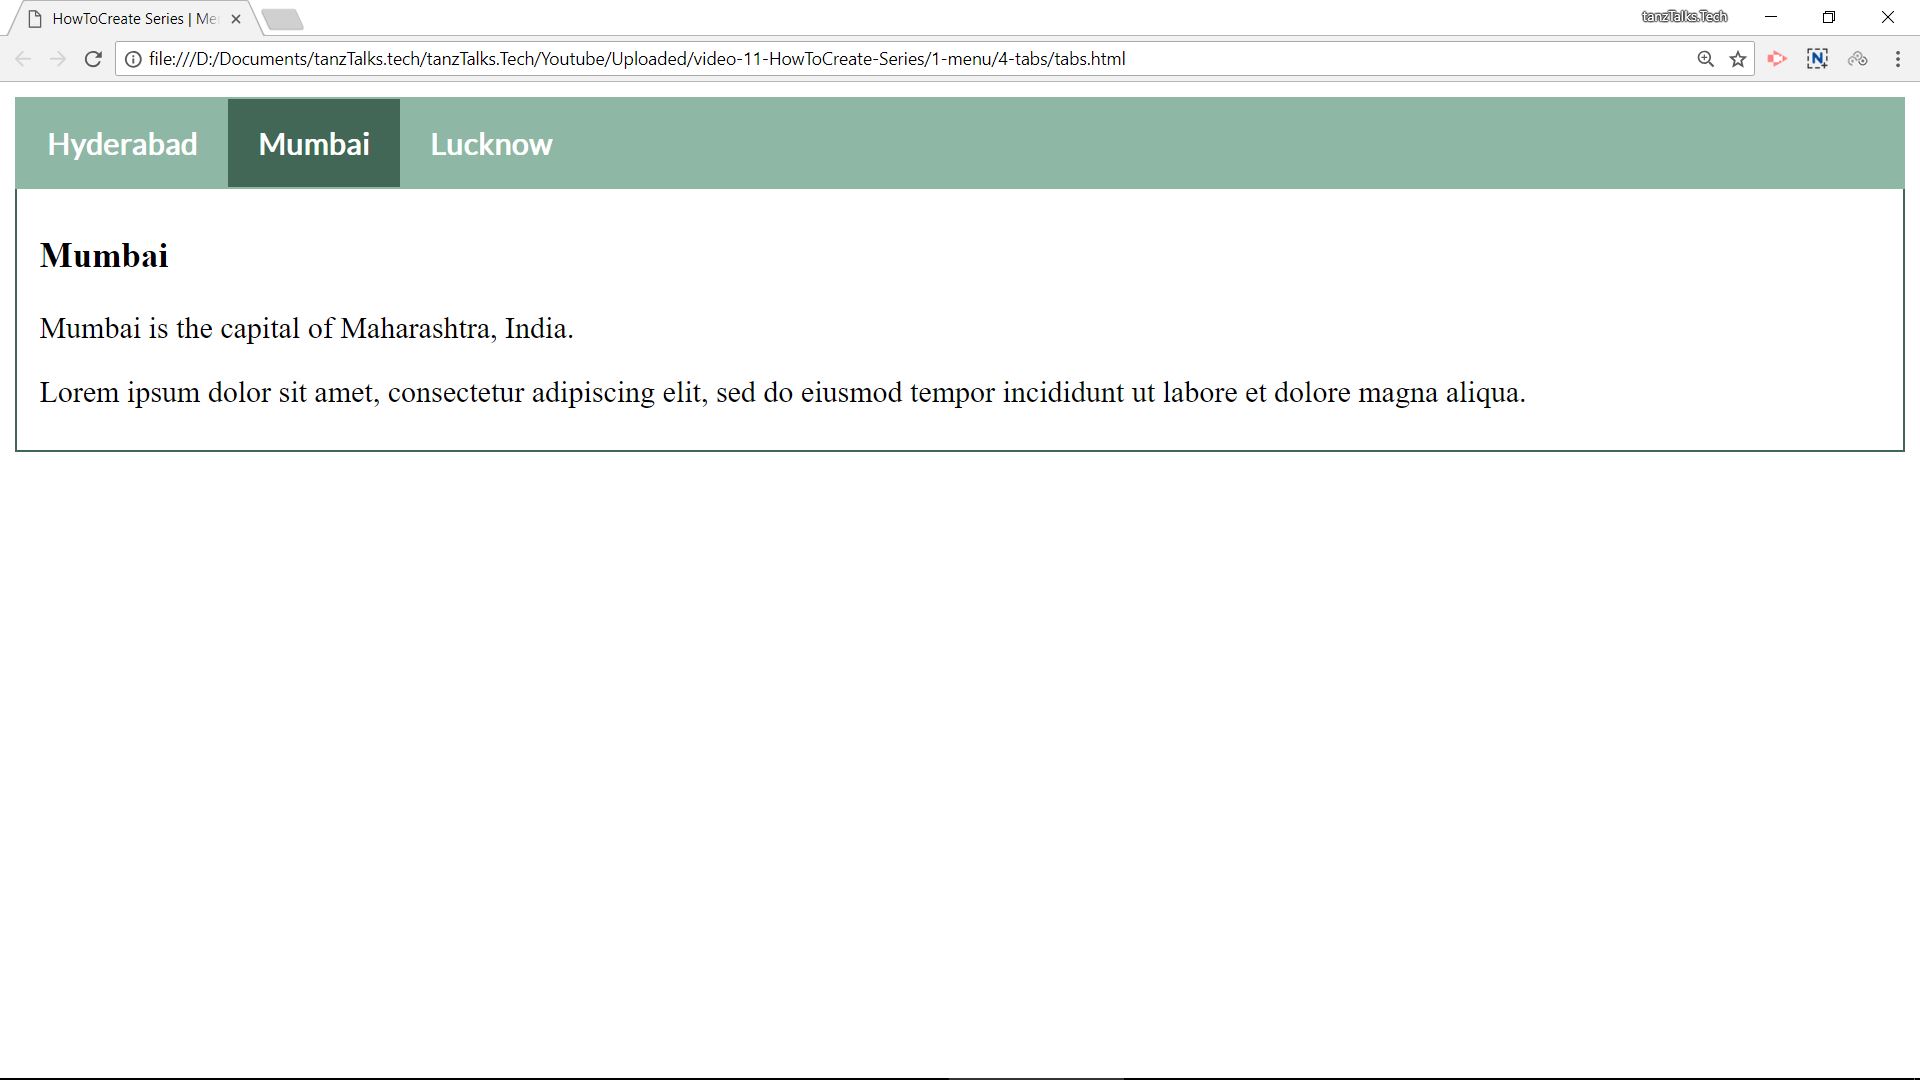 HowToCreate Series | Me
tanzTalks.Tech
file:///D:/Documents/tanzTalks.tech/tanzTalks.Tech/Youtube/Uploaded/video-11-HowToCreate-Series/1-menu/4-tabs/tabs.html
Hyderabad Mumbai Lucknow
Mumbai
Mumbai is the capital of Maharashtra, India.
Lorem ipsum dolor sit amet, consectetur adipiscing elit, sed do eiusmod tempor incididunt ut labore et dolore magna aliqua.